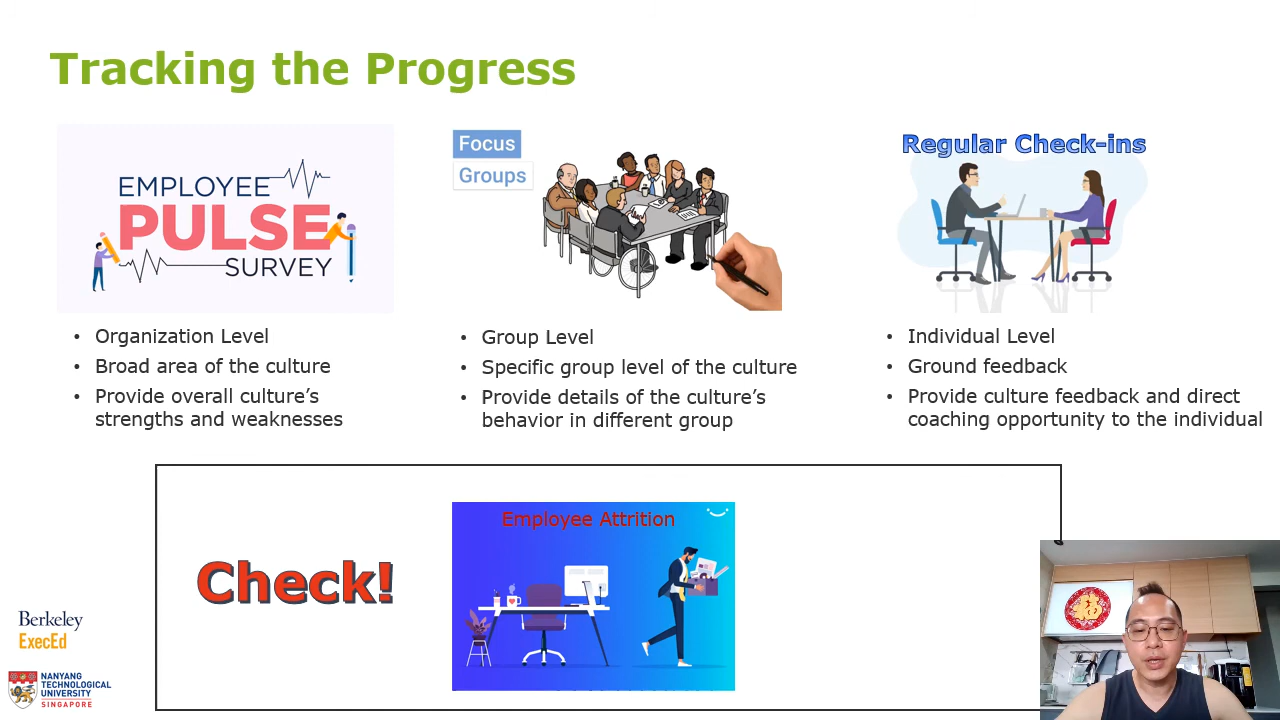 Tracking the Progress
EMPLOYEE
PULSE
SURVEY
Focus
Groups
Regular Check-ins
• Organization Level
• Broad area of the culture
• Provide overall culture’s
strengths and weaknesses
• Group Level
• Specific group level of the culture
• Provide details of the culture’s
behavior in different group
• Individual Level
• Ground feedback
• Provide culture feedback and direct
coaching opportunity to the individual
Check!
Employee Attrition
Berkeley
ExecEd
NANYANG
TECHNOLOGICAL
UNIVERSITY
SINGAPORE
福